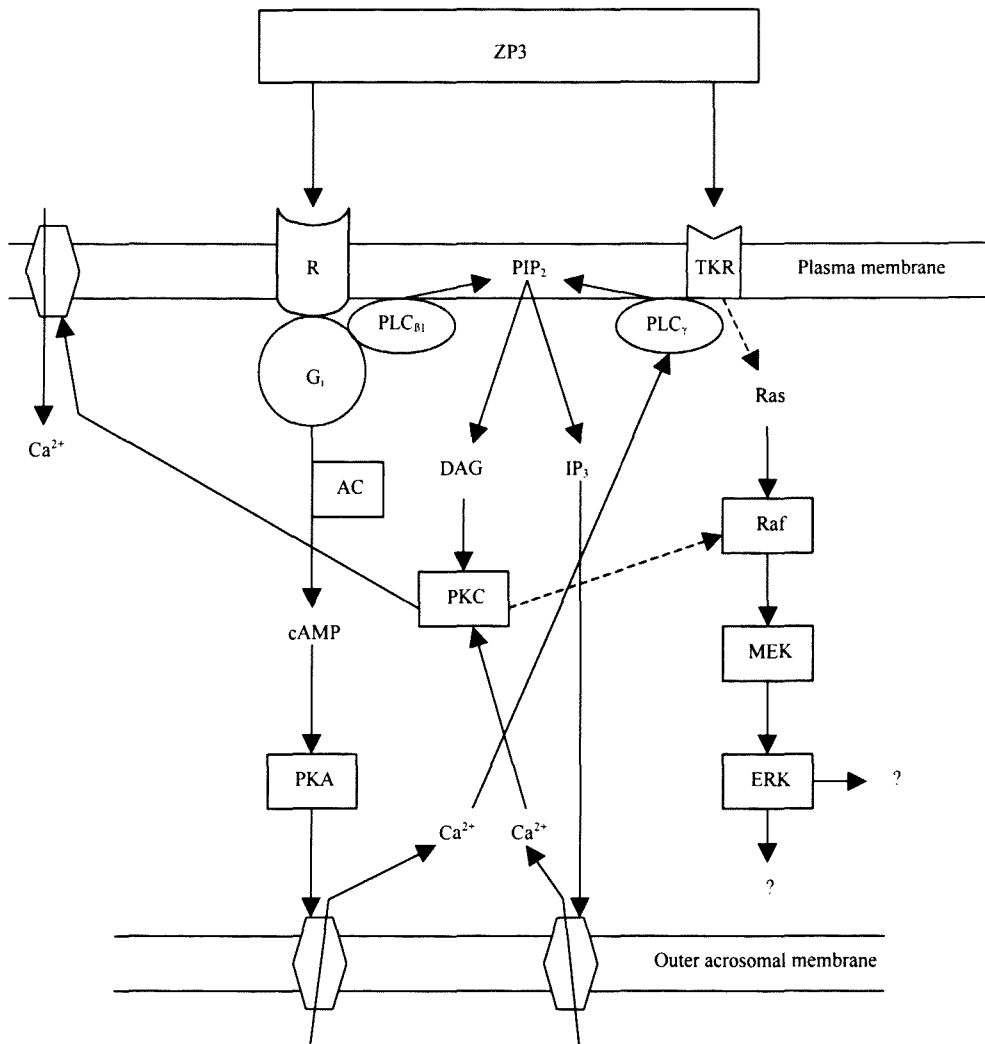 ZP3
R
PIP₂
TKR
Plasma membrane
PLCβ1
PLCγ
Gᵢ
Ras
Ca²⁺
DAG
IP₃
AC
Raf
PKC
cAMP
MEK
PKA
ERK
?
Ca²⁺
Ca²⁺
?
Outer acrosomal membrane